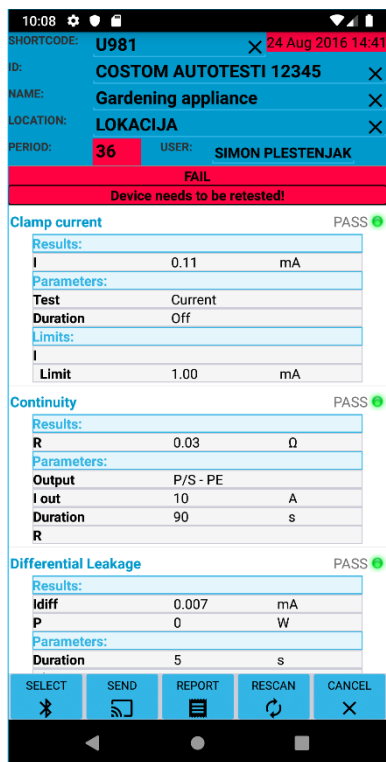 10:08
SHORTCODE: U981 24 Aug 2016 14:41
ID: COSTOM AUTOTESTI 12345
NAME: Gardening appliance
LOCATION: LOKACIJA
PERIOD: 36 USER: SIMON PLESTENJAK
FAIL
Device needs to be retested!
Clamp current PASS
Results:
I 0.11 mA
Parameters:
Test Current
Duration Off
Limits:
I
Limit 1.00 mA
Continuity PASS
Results:
R 0.03 Ω
Parameters:
Output P/S - PE
I out 10 A
Duration 90 s
R
Differential Leakage PASS
Results:
Idiff 0.007 mA
P 0 W
Parameters:
Duration 5 s
SELECT SEND REPORT RESCAN CANCEL